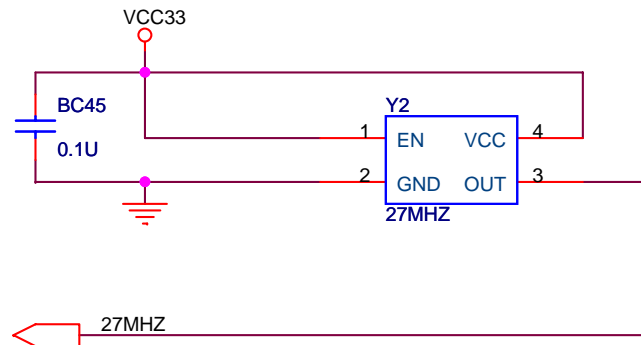 VCC33
BC45
0.1U
Y2
1 EN VCC 4
2 GND OUT 3
27MHZ
27MHZ